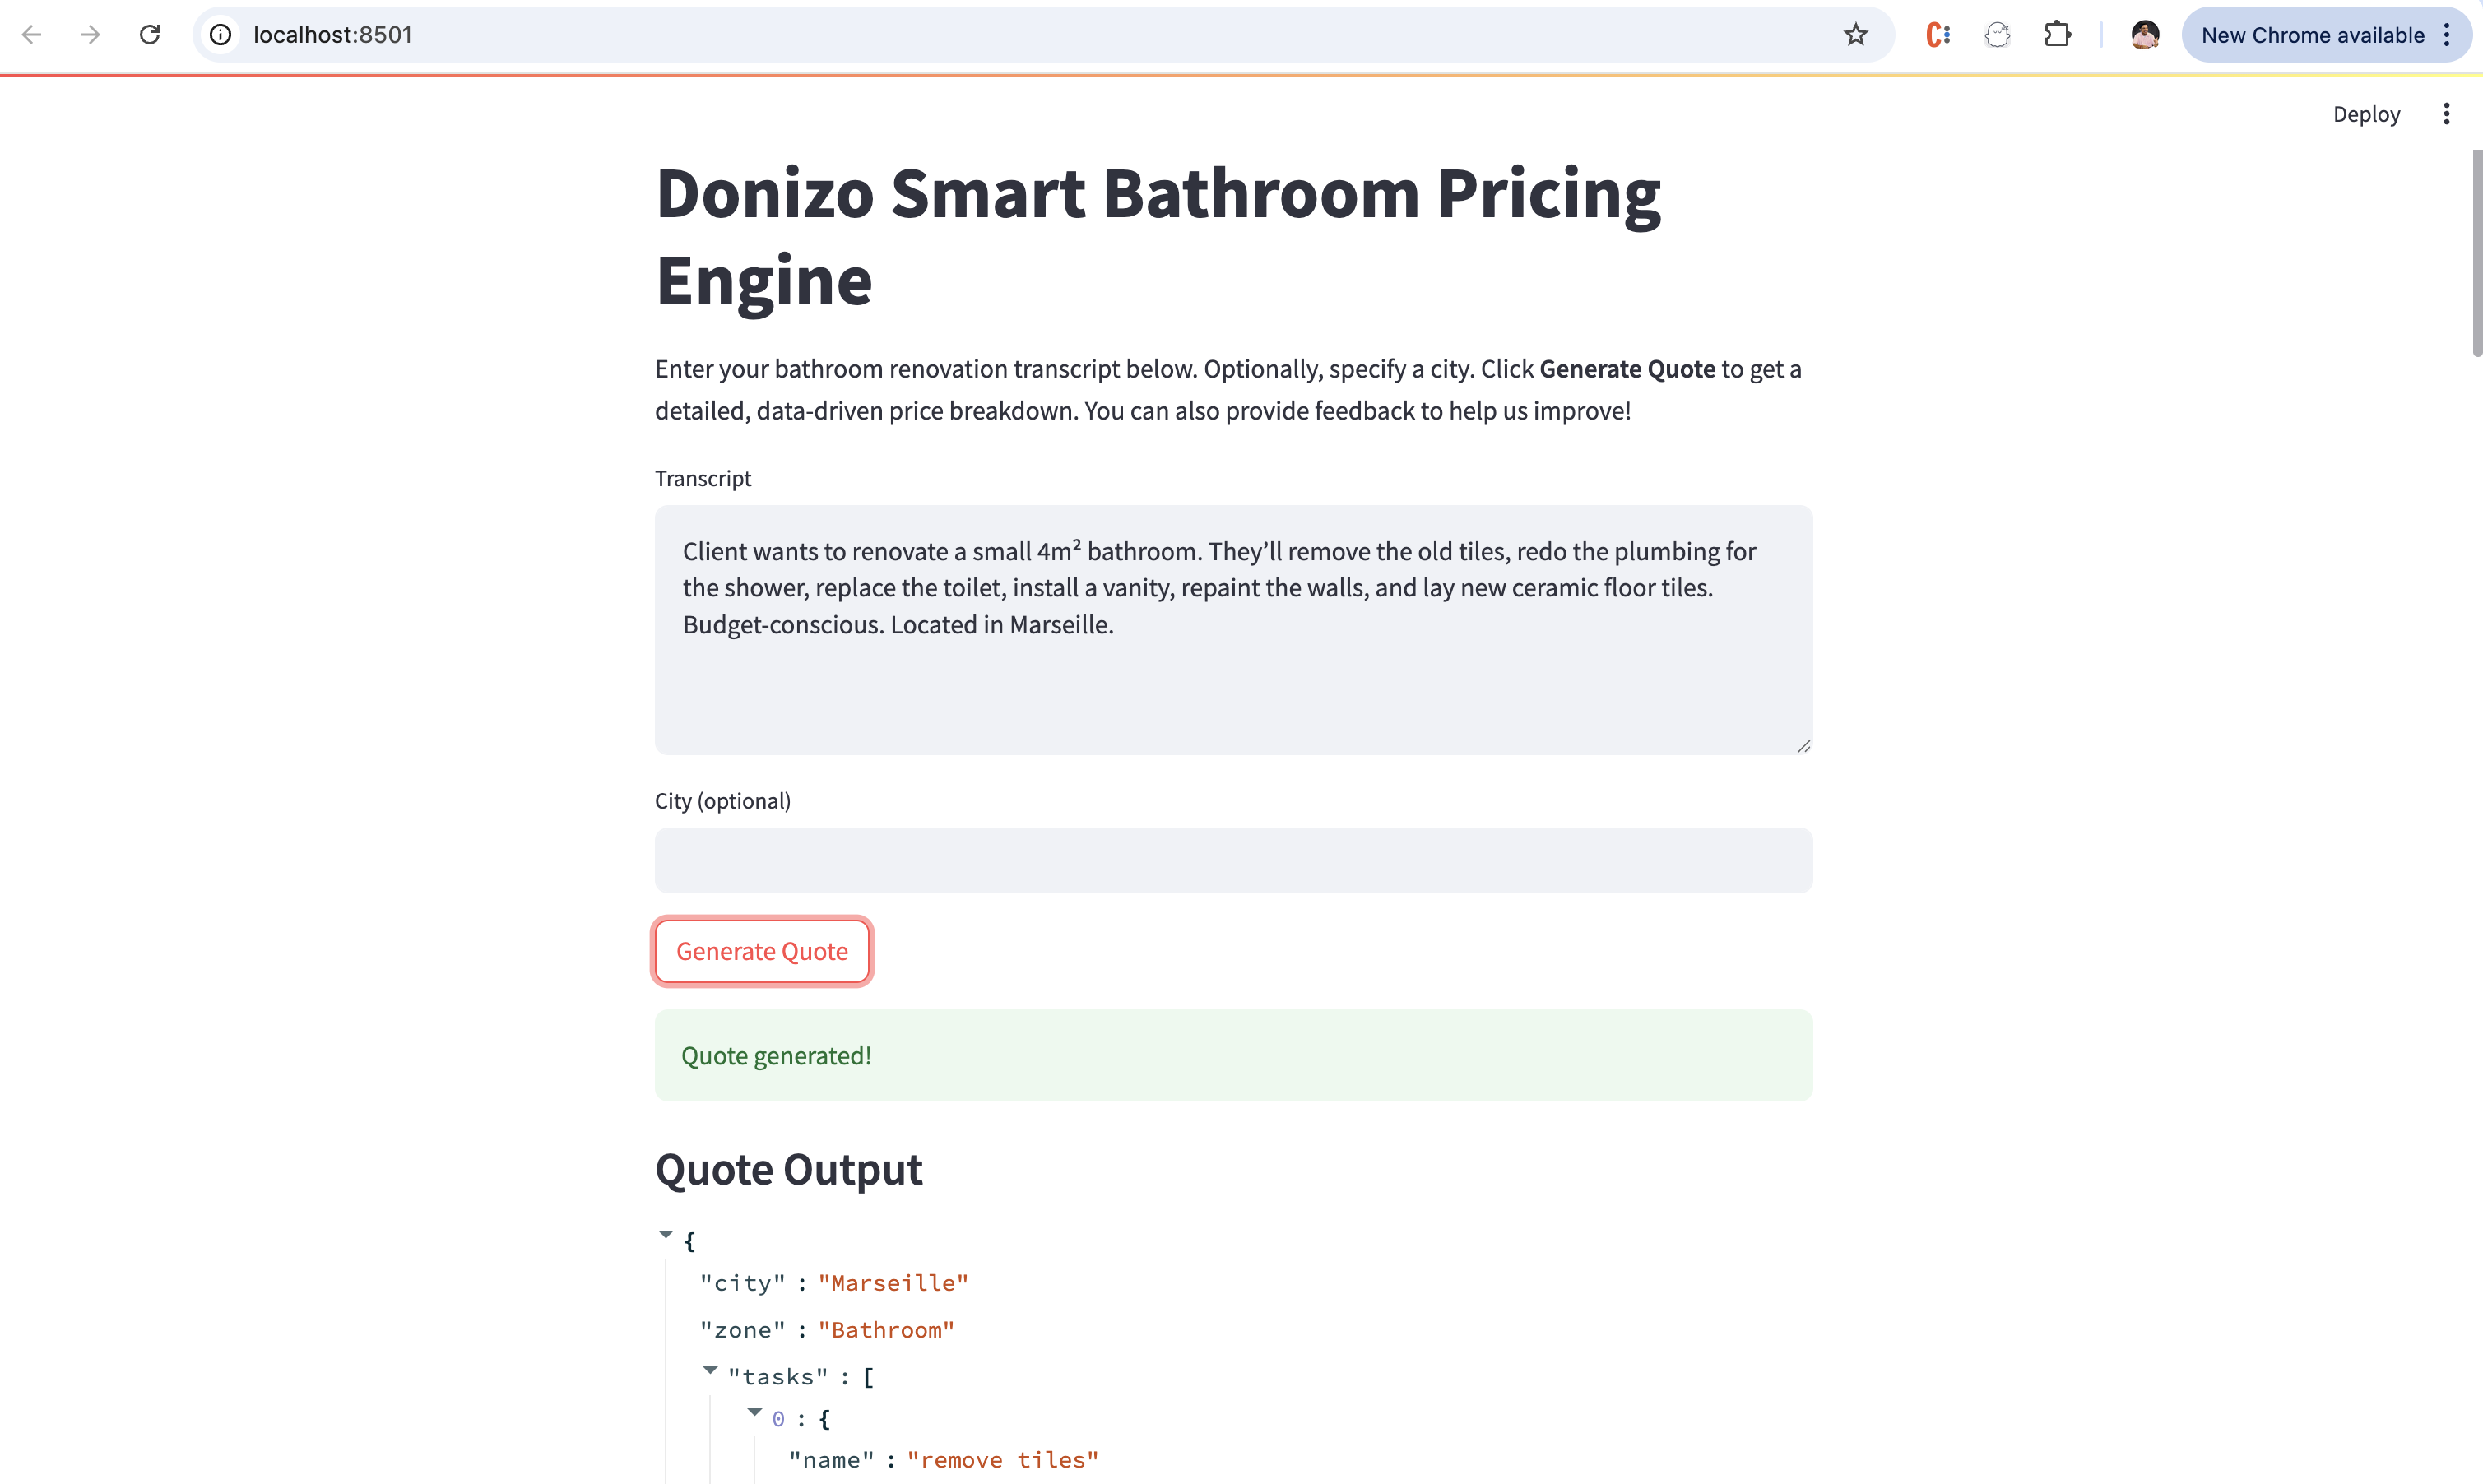 localhost:8501
New Chrome available
Deploy
Donizo Smart Bathroom Pricing
Engine
Enter your bathroom renovation transcript below. Optionally, specify a city. Click Generate Quote to get a
detailed, data-driven price breakdown. You can also provide feedback to help us improve!
Transcript
Client wants to renovate a small 4m² bathroom. They’ll remove the old tiles, redo the plumbing for
the shower, replace the toilet, install a vanity, repaint the walls, and lay new ceramic floor tiles.
Budget-conscious. Located in Marseille.
City (optional)
Generate Quote
Quote generated!
Quote Output
{
"city" : "Marseille"
"zone" : "Bathroom"
"tasks" : [
0 : {
"name" : "remove tiles"